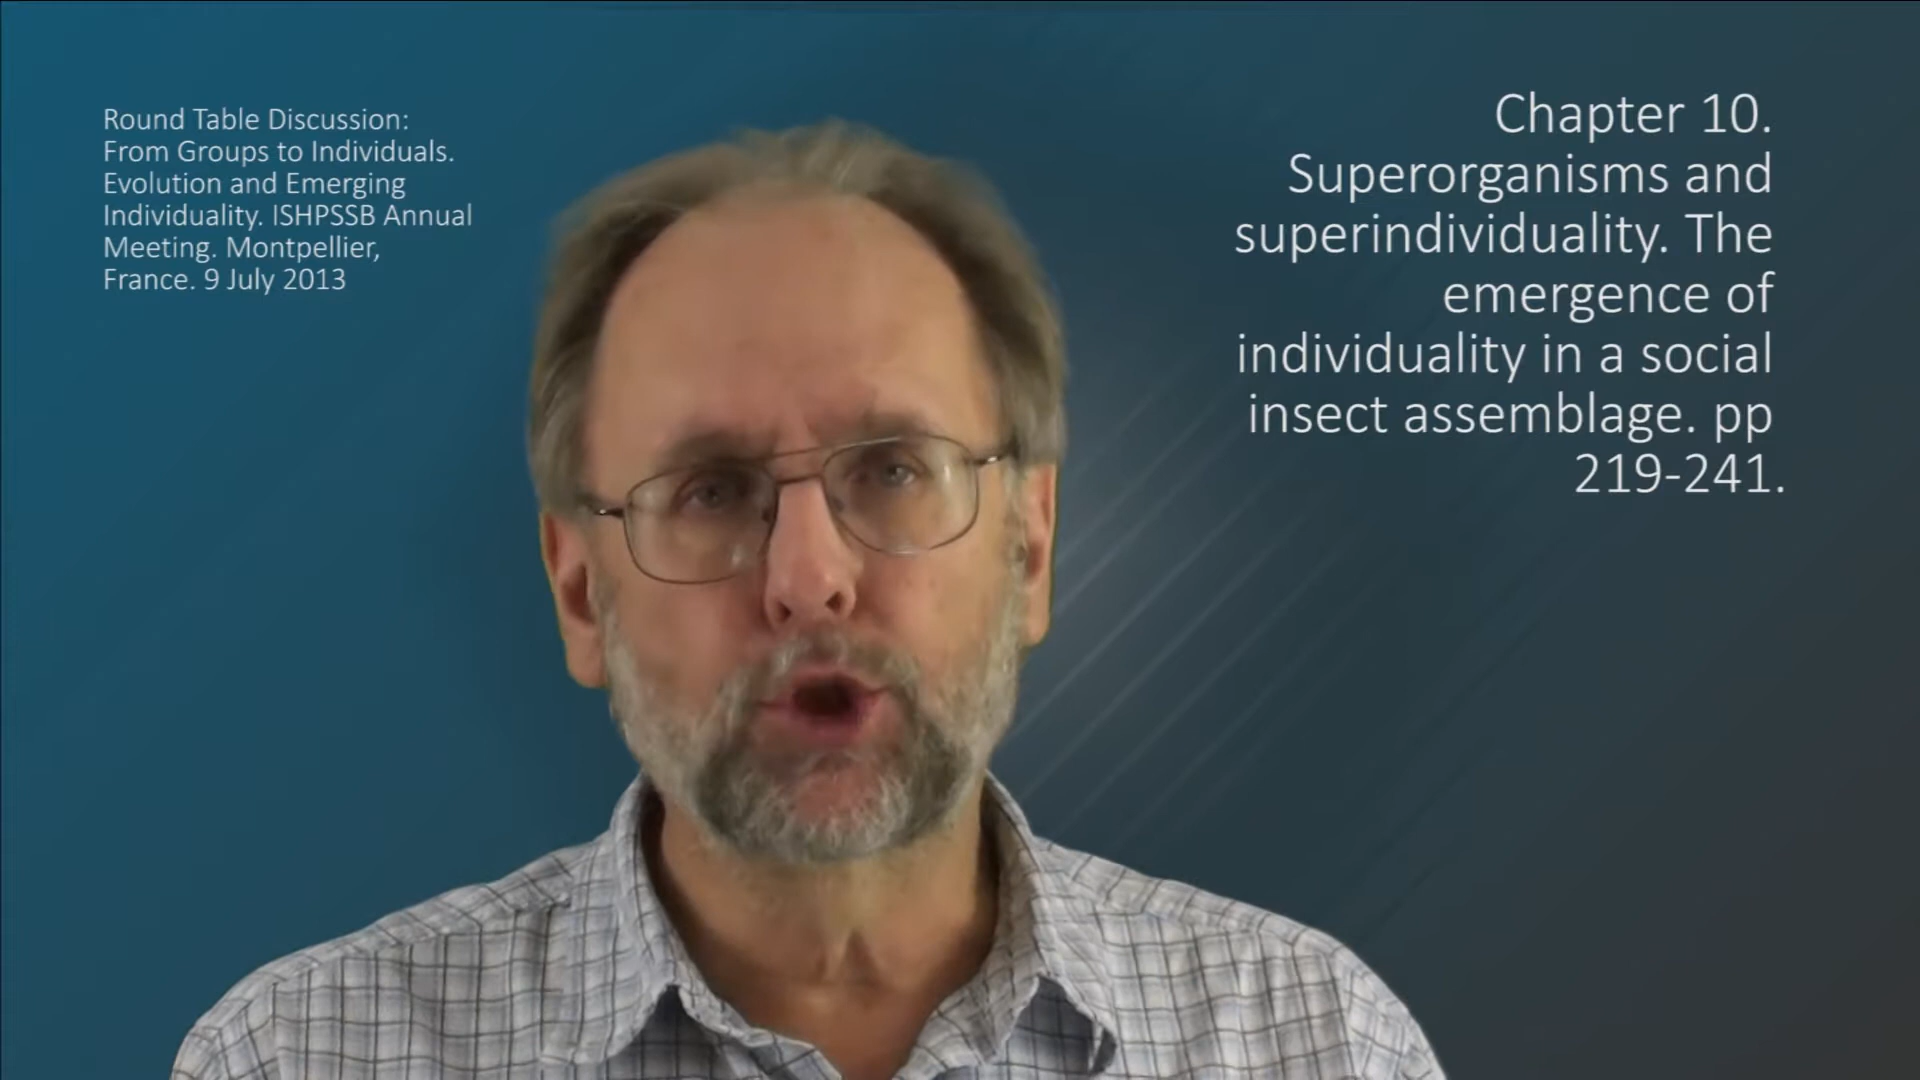 Round Table Discussion:
From Groups to Individuals.
Evolution and Emerging
Individuality. ISHPSSB Annual
Meeting. Montpellier,
France. 9 July 2013
Chapter 10.
Superorganisms and
superindividuality. The
emergence of
individuality in a social
insect assemblage. pp
219-241.